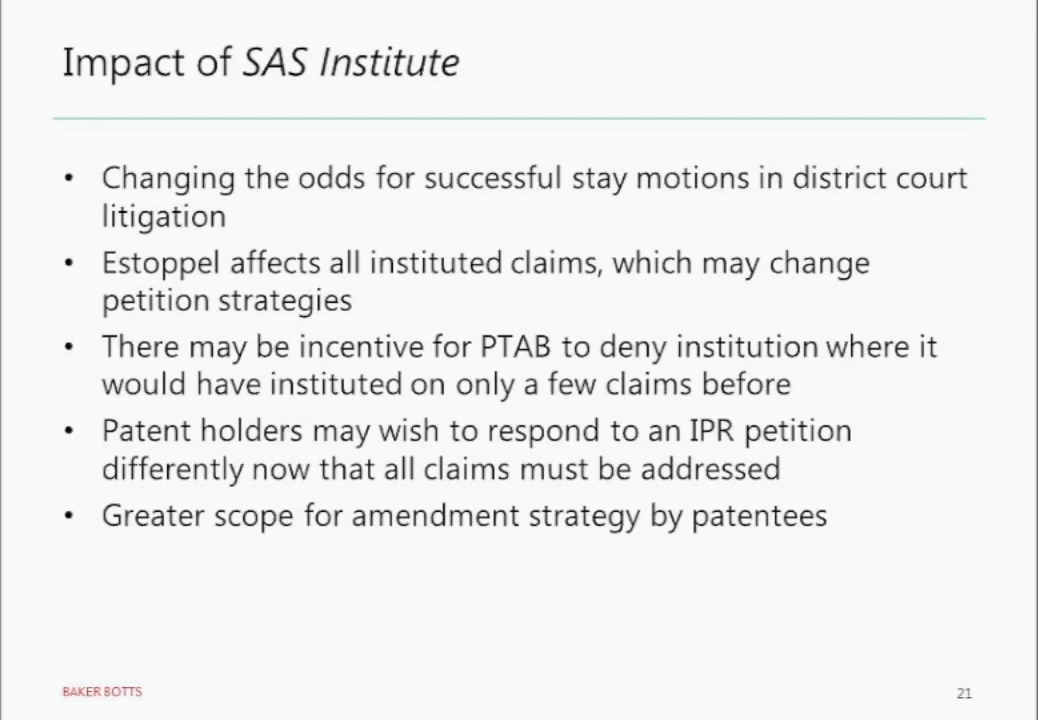 Impact of SAS Institute
• Changing the odds for successful stay motions in district court
litigation
• Estoppel affects all instituted claims, which may change
petition strategies
• There may be incentive for PTAB to deny institution where it
would have instituted on only a few claims before
• Patent holders may wish to respond to an IPR petition
differently now that all claims must be addressed
• Greater scope for amendment strategy by patentees
BAKER BOTTS
21